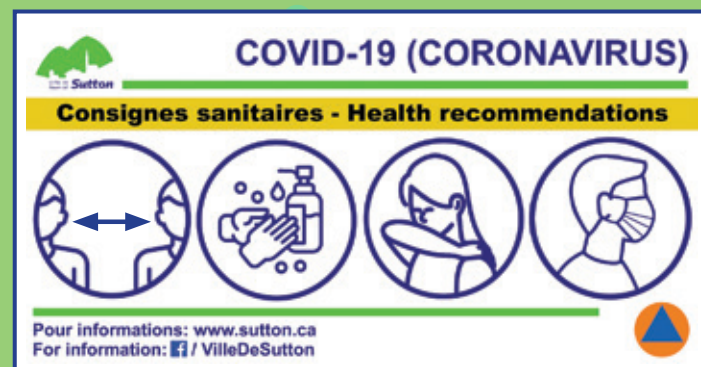 COVID-19 (CORONAVIRUS)
Sutton
Consignes sanitaires - Health recommendations
Pour informations: www.sutton.ca
For information: / VilleDeSutton